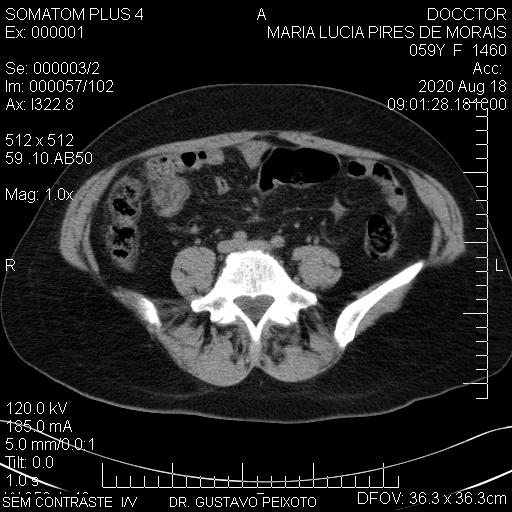 SOMATOM PLUS 4
Ex: 000001
A
DOCCTOR
MARIA LUCIA PIRES DE MORAIS
059Y F 1460
Acc:
2020 Aug 18
09:01:28.
Se: 000003/2
Im: 000057/102
Ax: I322.8
512 x 512
59 .10.AB50
Mag: 1.0x
R
L
120.0 kV
185.0 mA
5.0 mm/0.0:1
Tilt: 0.0
1.0 s
DFOV: 36.3 x 36.3cm
SEM CONTRASTE I/V
DR. GUSTAVO PEIXOTO